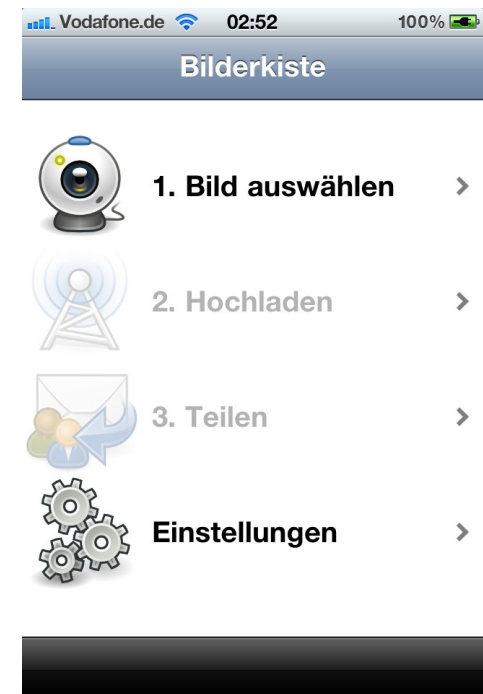 Vodafone.de 02:52 100%
Bilderkiste
1. Bild auswählen
2. Hochladen
3. Teilen
Einstellungen